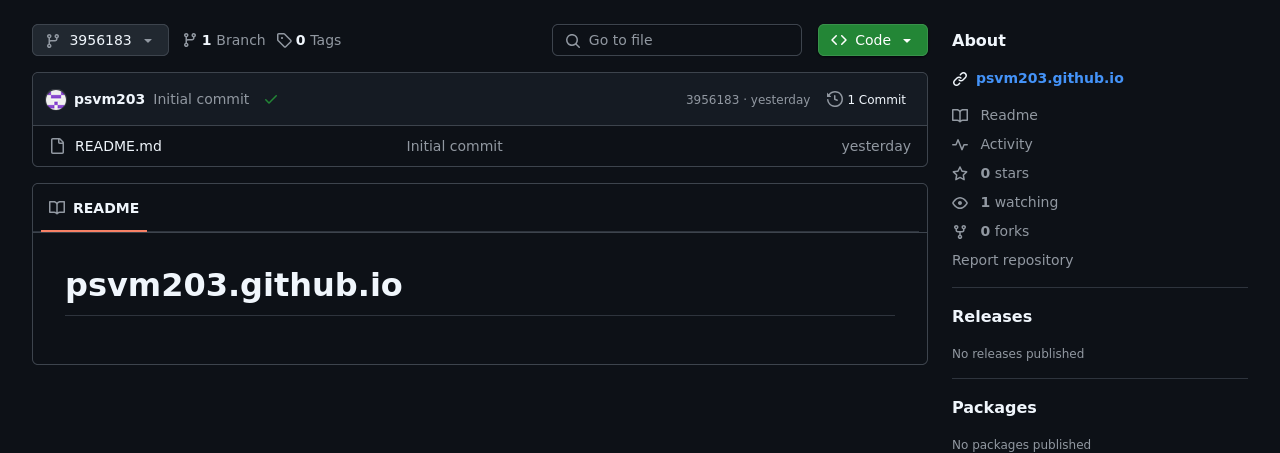 3956183 1 Branch 0 Tags Go to file Code
psvm203 Initial commit 3956183 · yesterday 1 Commit
README.md Initial commit yesterday
README
psvm203.github.io
About
psvm203.github.io
Readme
Activity
0 stars
1 watching
0 forks
Report repository
Releases
No releases published
Packages
No packages published